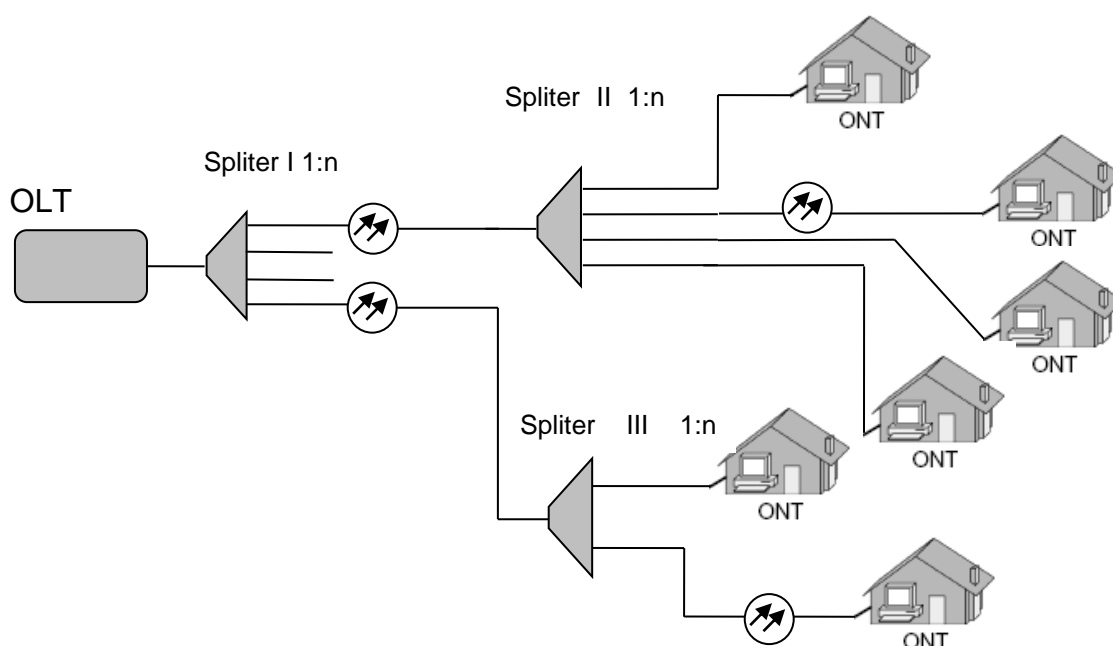 Spliter II 1:n
ONT
Spliter I 1:n
OLT
ONT
ONT
Spliter III 1:n
ONT
ONT
ONT